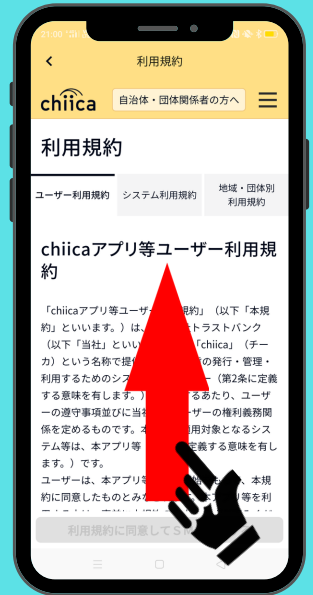 21:00
利用規約
chiica
自治体・団体関係者の方へ
利用規約
ユーザー利用規約
システム利用規約
地域・団体別
利用規約
chiicaアプリ等ユーザー利用規
約
「chiicaアプリ等ユーザー 規約」（以下「本規
約」といいます。）は、 トラストバンク
（以下「当社」といい 「chiica」（チー
カ）という名称で提供 の発行・管理・
利用するためのシス ー（第2条に定義
する意味を有します。） するあたり、ユーザ
ーの遵守事項並びに当社 ーザーの権利義務関
係を定めるものです。本 適用対象となるシス
テム等は、本アプリ等 定義する意味を有し
ます。）です。
ユーザーは、本アプリ等 本規
約に同意したものとみな リ等を利
利用規約に同意してS